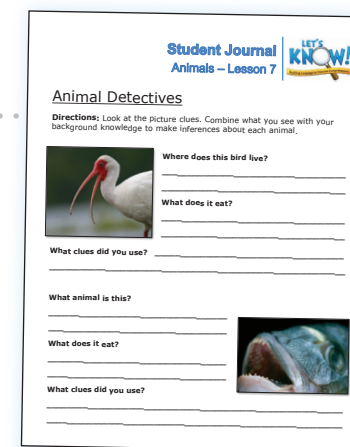 Student Journal
Animals – Lesson 7
LET'S
KNOW!
Animal Detectives
Directions: Look at the picture clues. Combine what you see with your
background knowledge to make inferences about each animal.
Where does this bird live?
What does it eat?
What clues did you use?
What animal is this?
What does it eat?
What clues did you use?